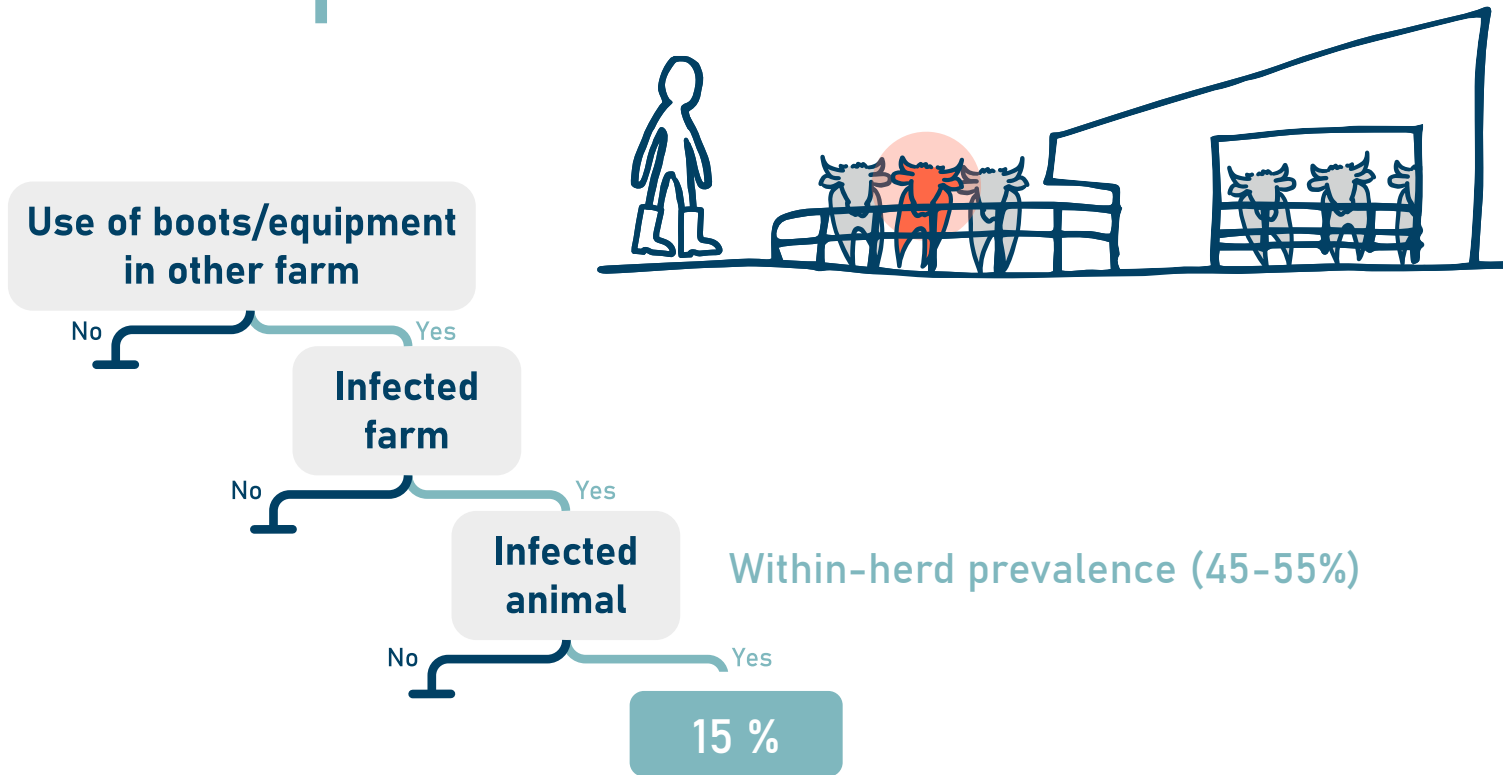 Use of boots/equipment
in other farm
No
Yes
Infected
farm
No
Yes
Infected
animal
Within-herd prevalence (45-55%)
No
Yes
15 %